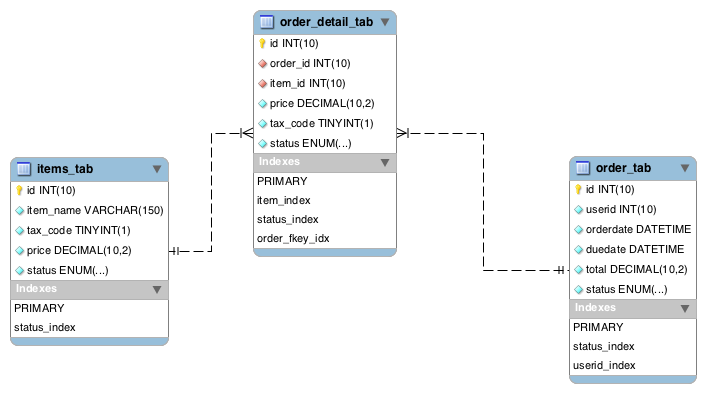 order_detail_tab
id INT(10)
order_id INT(10)
item_id INT(10)
price DECIMAL(10,2)
tax_code TINYINT(1)
status ENUM(...)
Indexes
PRIMARY
item_index
status_index
order_fkey_idx
items_tab
id INT(10)
item_name VARCHAR(150)
tax_code TINYINT(1)
price DECIMAL(10,2)
status ENUM(...)
Indexes
PRIMARY
status_index
order_tab
id INT(10)
userid INT(10)
orderdate DATETIME
duedate DATETIME
total DECIMAL(10,2)
status ENUM(...)
Indexes
PRIMARY
status_index
userid_index